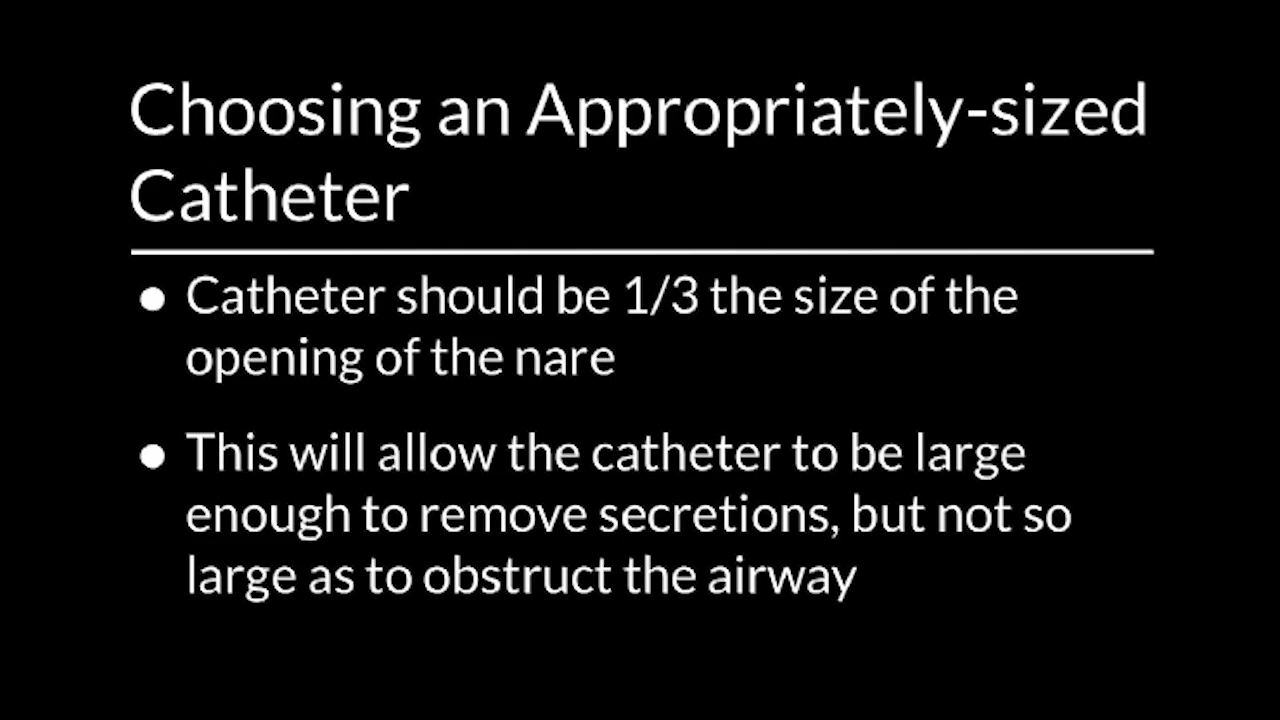 Choosing an Appropriately-sized
Catheter
● Catheter should be 1/3 the size of the
opening of the nare
● This will allow the catheter to be large
enough to remove secretions, but not so
large as to obstruct the airway